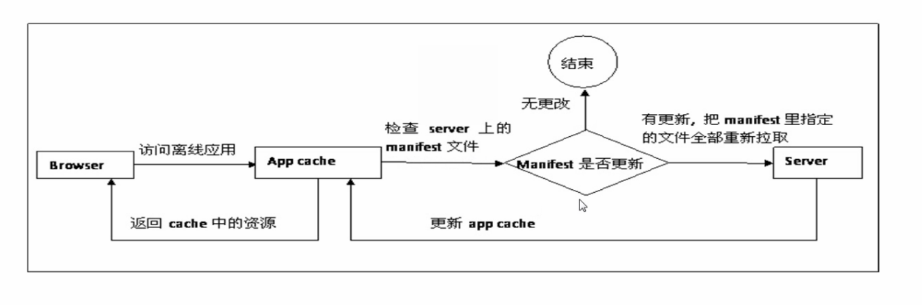 结束
无更改
检查 server 上的
manifest 文件
有更新, 把 manifest 里指定
的文件全部重新拉取
访问离线应用
Browser
App cache
Manifest 是否更新
Server
返回 cache 中的资源
更新 app cache